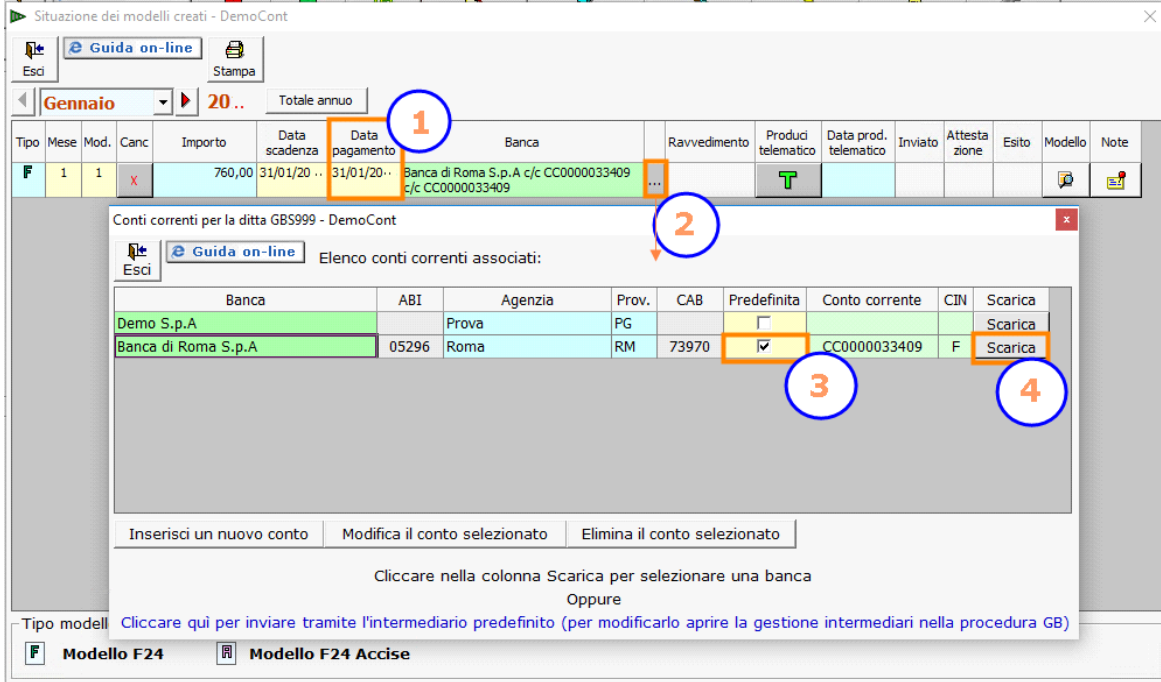 Situazione dei modelli creati - DemoCont
Esci
Guida on-line
Stampa
Gennaio
20 ..
Totale annuo
1
Tipo Mese Mod. Canc Importo Data scadenza Data pagamento Banca Ravvedimento Produci telematico Data prod. telematico Inviato Attesta zione Esito Modello Note
F 1 1 X 760,00 31/01/20 .. 31/01/20.. Banca di Roma S.p.A c/c CC0000033409 ... T
c/c CC0000033409
2
Conti correnti per la ditta GBS999 - DemoCont
x
Esci
Guida on-line
Elenco conti correnti associati:
Banca ABI Agenzia Prov. CAB Predefinita Conto corrente CIN Scarica
Demo S.p.A Prova PG Scarica
Banca di Roma S.p.A 05296 Roma RM 73970 CC0000033409 F Scarica
3
4
Inserisci un nuovo conto Modifica il conto selezionato Elimina il conto selezionato
Cliccare nella colonna Scarica per selezionare una banca
Oppure
Cliccare quì per inviare tramite l'intermediario predefinito (per modificarlo aprire la gestione intermediari nella procedura GB)
Tipo modell
F Modello F24 A Modello F24 Accise